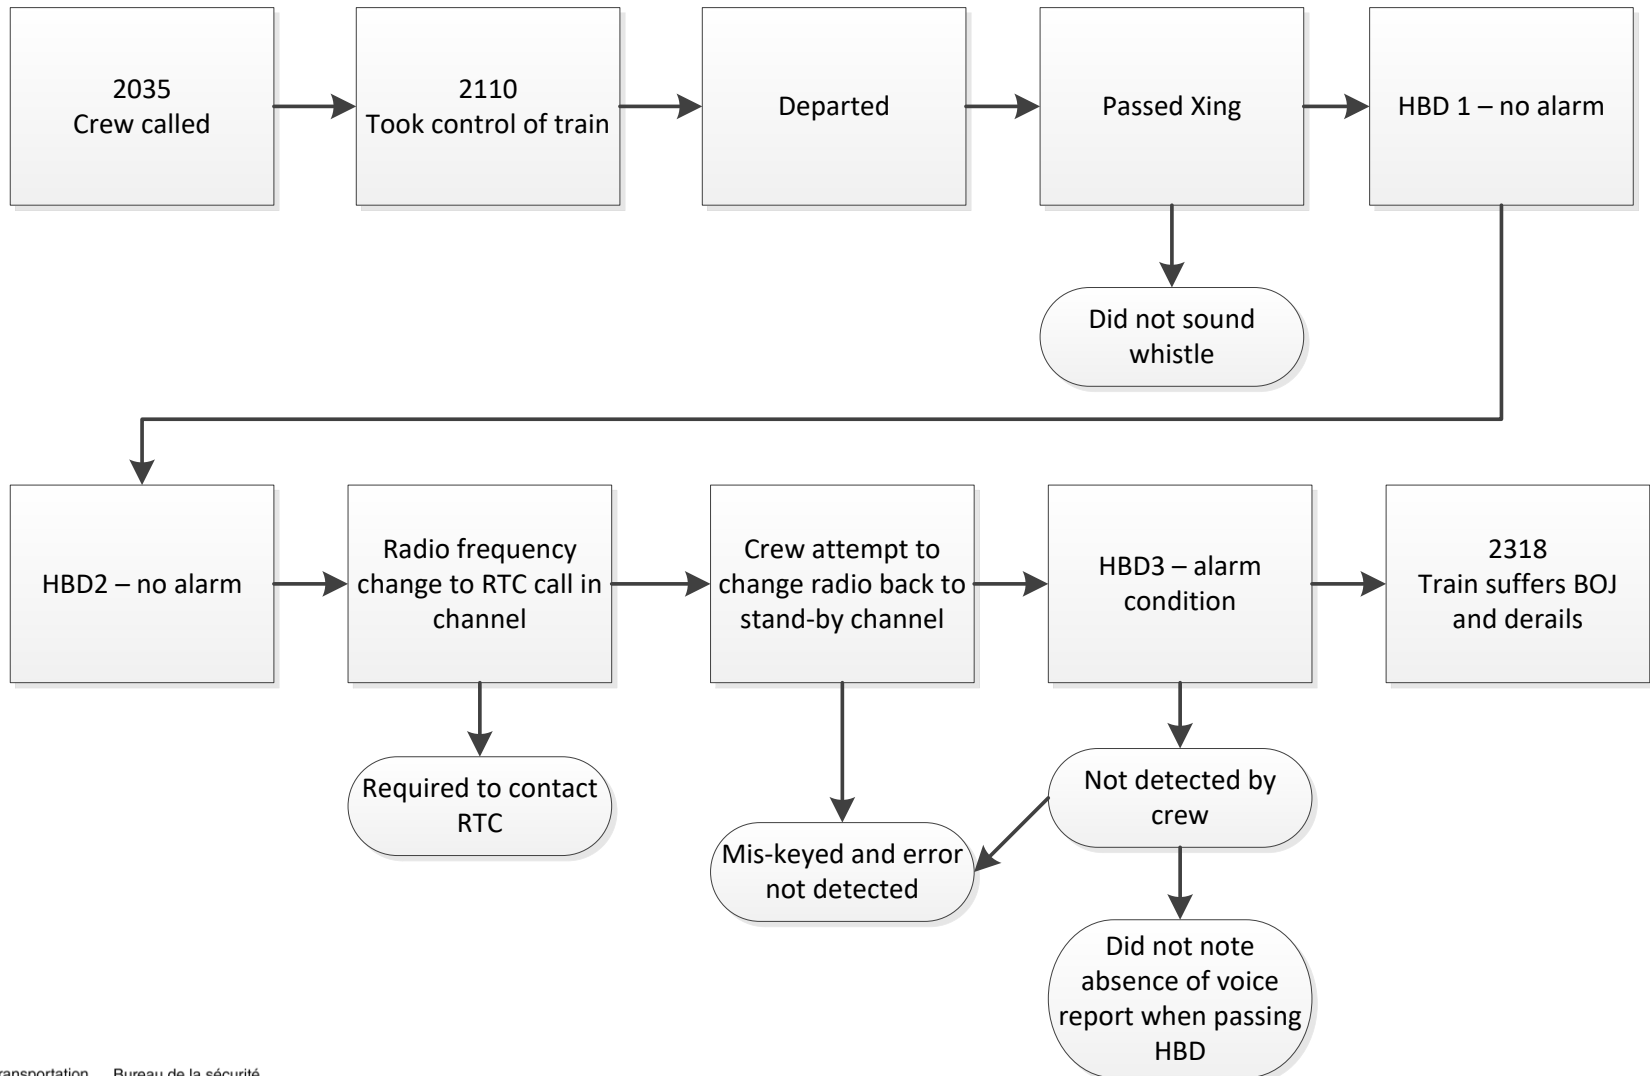 2035
Crew called
2110
Took control of train
Departed
Passed Xing
HBD 1 – no alarm
Did not sound
whistle
HBD2 – no alarm
Radio frequency
change to RTC call in
channel
Crew attempt to
change radio back to
stand-by channel
HBD3 – alarm
condition
2318
Train suffers BOJ
and derails
Required to contact
RTC
Mis-keyed and error
not detected
Not detected by
crew
Did not note
absence of voice
report when passing
HBD
Bureau de la sécurité